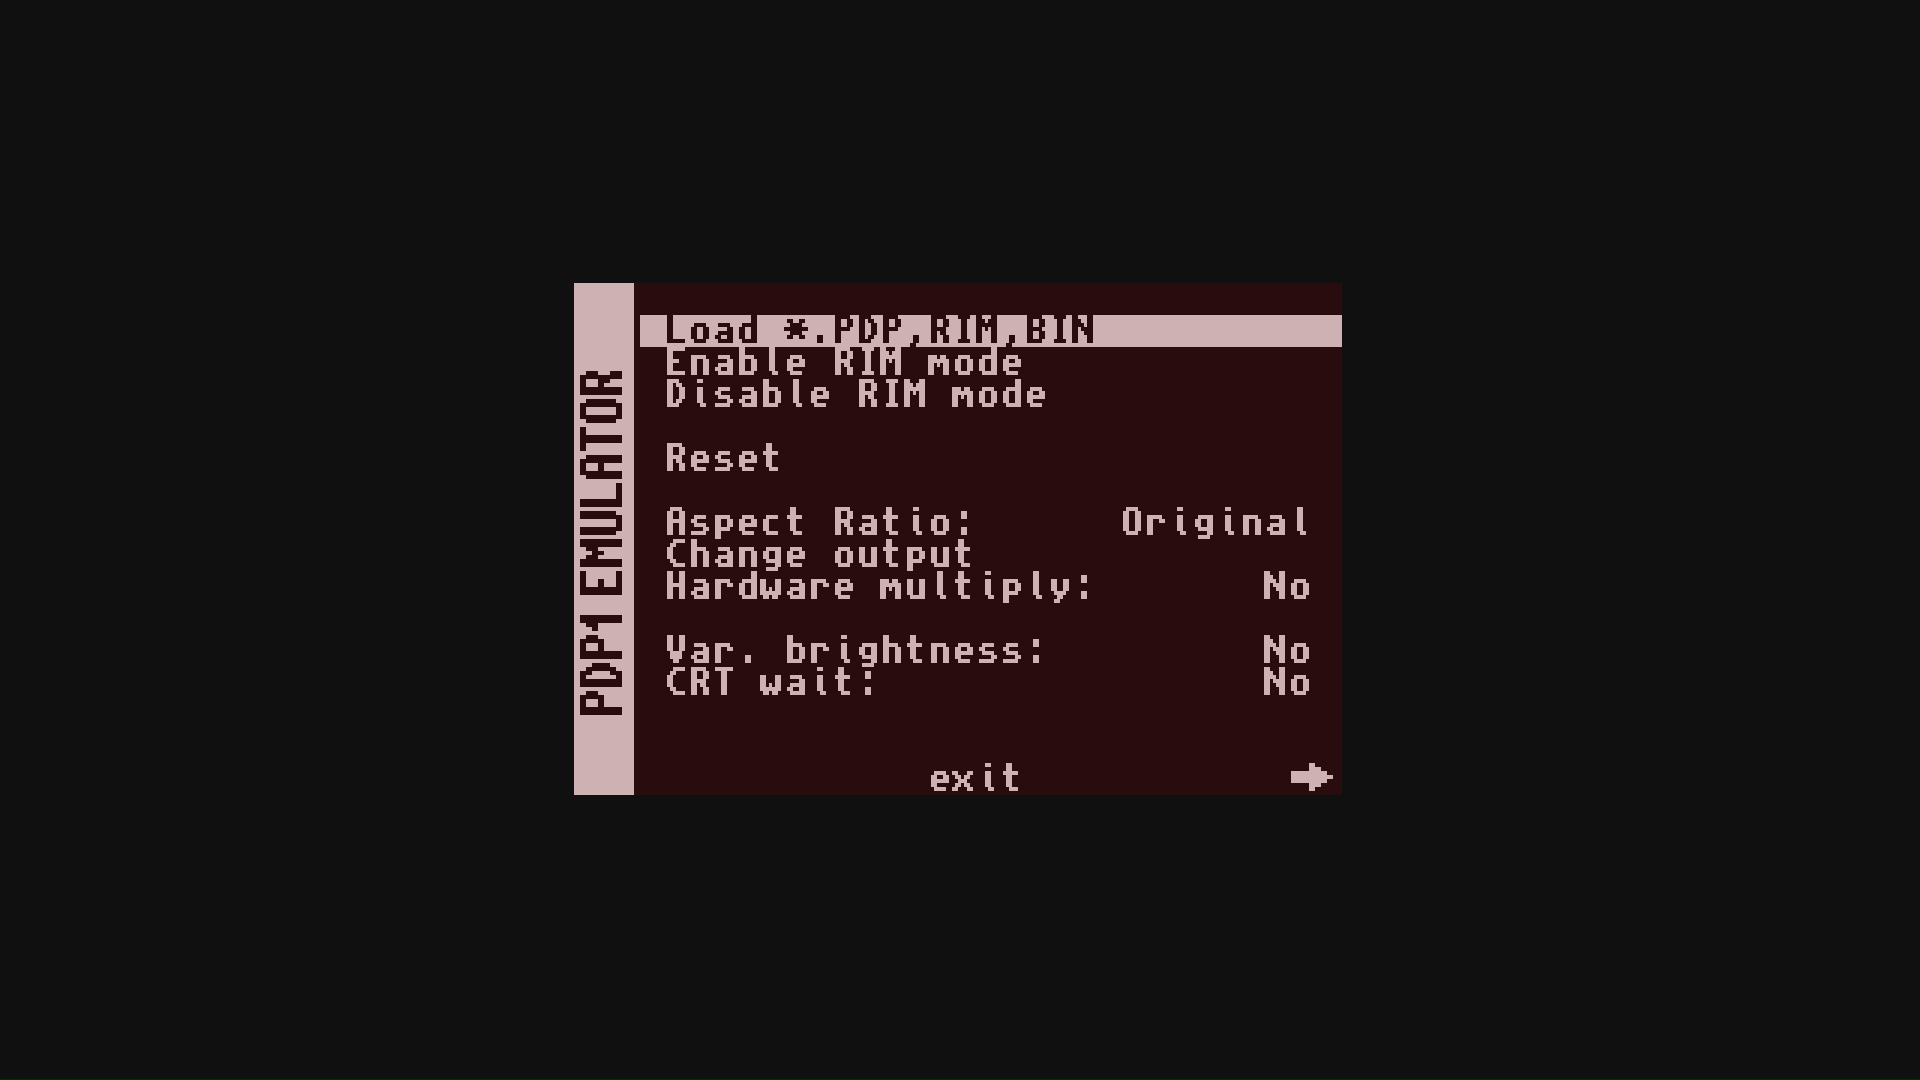 PDP1 EMULATOR
Load *.PDP,RIM,BIN
Enable RIM mode
Disable RIM mode
Reset
Aspect Ratio: Original
Change output
Hardware multiply: No
Var. brightness: No
CRT wait: No
exit